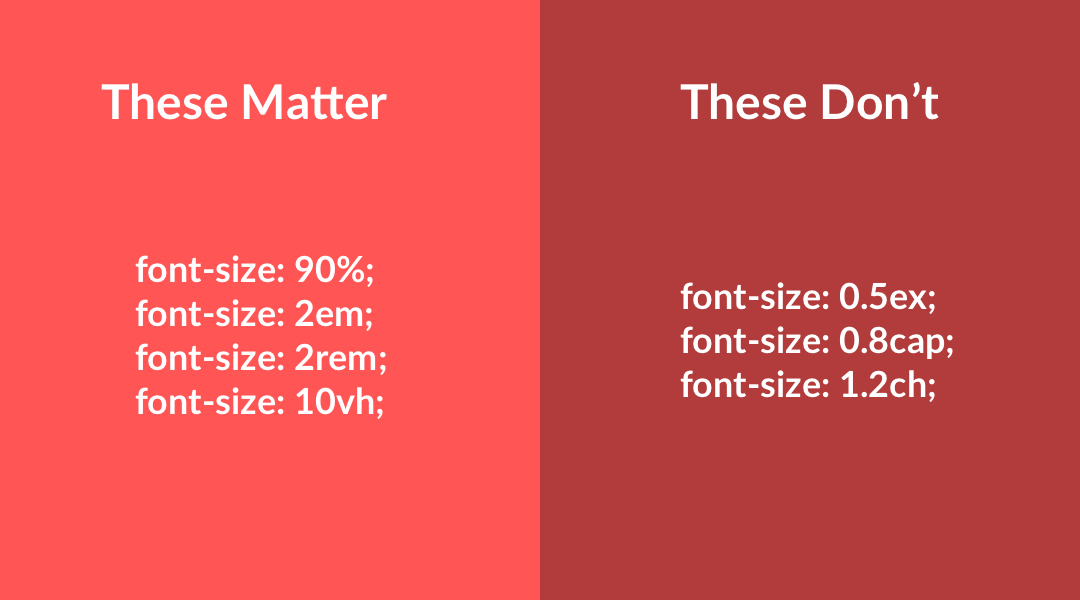 These Matter
font-size: 90%;
font-size: 2em;
font-size: 2rem;
font-size: 10vh;
These Don’t
font-size: 0.5ex;
font-size: 0.8cap;
font-size: 1.2ch;